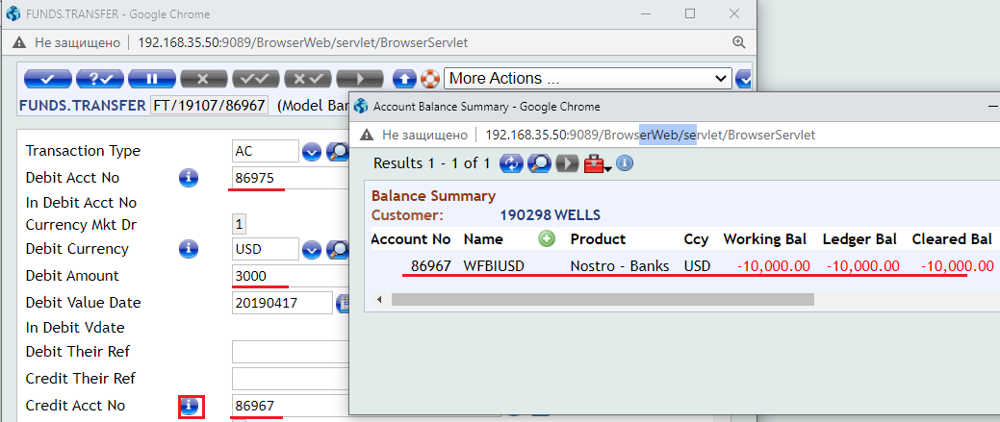 FUNDS.TRANSFER - Google Chrome
Не защищено | 192.168.35.50:9089/BrowserWeb/servlet/BrowserServlet
More Actions ...
FUNDS.TRANSFER FT/19107/86967 (Model Ban
Transaction Type AC
Debit Acct No 86975
In Debit Acct No
Currency Mkt Dr 1
Debit Currency USD
Debit Amount 3000
Debit Value Date 20190417
In Debit Vdate
Debit Their Ref
Credit Their Ref
Credit Acct No 86967
Account Balance Summary - Google Chrome
Не защищено | 192.168.35.50:9089/BrowserWeb/servlet/BrowserServlet
Results 1 - 1 of 1
Balance Summary
Customer: 190298 WELLS
Account No Name Product Ccy Working Bal Ledger Bal Cleared Bal
86967 WFBIUSD Nostro - Banks USD -10,000.00 -10,000.00 -10,000.00